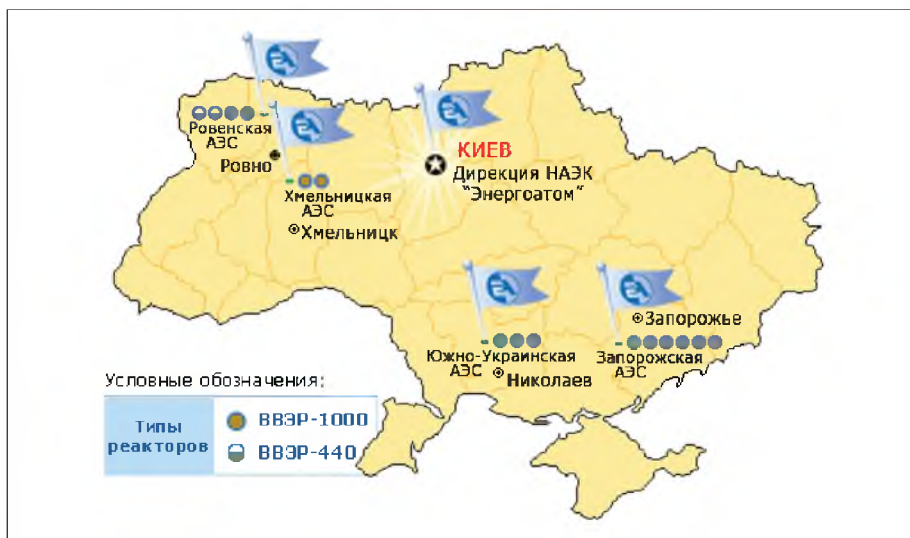 Ровенская
АЭС
Ровно
КИЕВ
Дирекция НАЭК
"Энергоатом"
Хмельницкая
АЭС
Хмельницк
Запорожье
Южно-Украинская
АЭС
Николаев
Запорожская
АЭС
Условные обозначения:
Типы
реакторов
ВВЭР-1000
ВВЭР-440